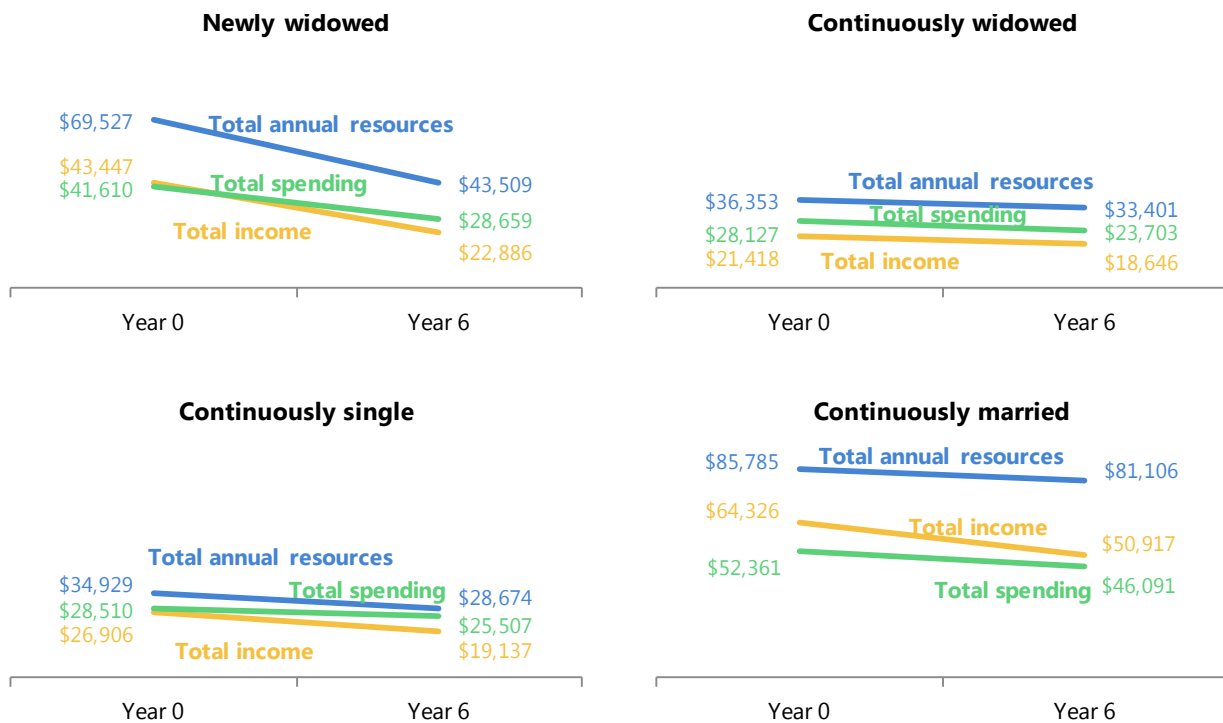 Newly widowed
$69,527
Total annual resources
$43,447
$41,610
Total spending
$43,509
Total income
$28,659
$22,886
Year 0
Year 6
Continuously widowed
Total annual resources
$36,353
$33,401
Total spending
$28,127
$23,703
$21,418
Total income
$18,646
Year 0
Year 6
Continuously single
Total annual resources
$34,929
Total spending
$28,674
$28,510
$25,507
$26,906
Total income
$19,137
Year 0
Year 6
Continuously married
$85,785
Total annual resources
$81,106
$64,326
Total income
$50,917
$52,361
Total spending
$46,091
Year 0
Year 6